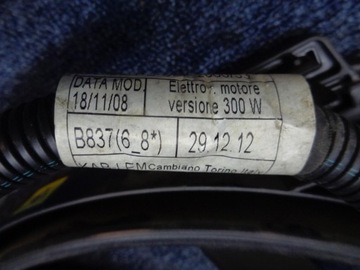 DATA MOD. Elettro motore
18/11/08 versione 300 W
B837(6_8*) 29.12.12
Cambiano Torino